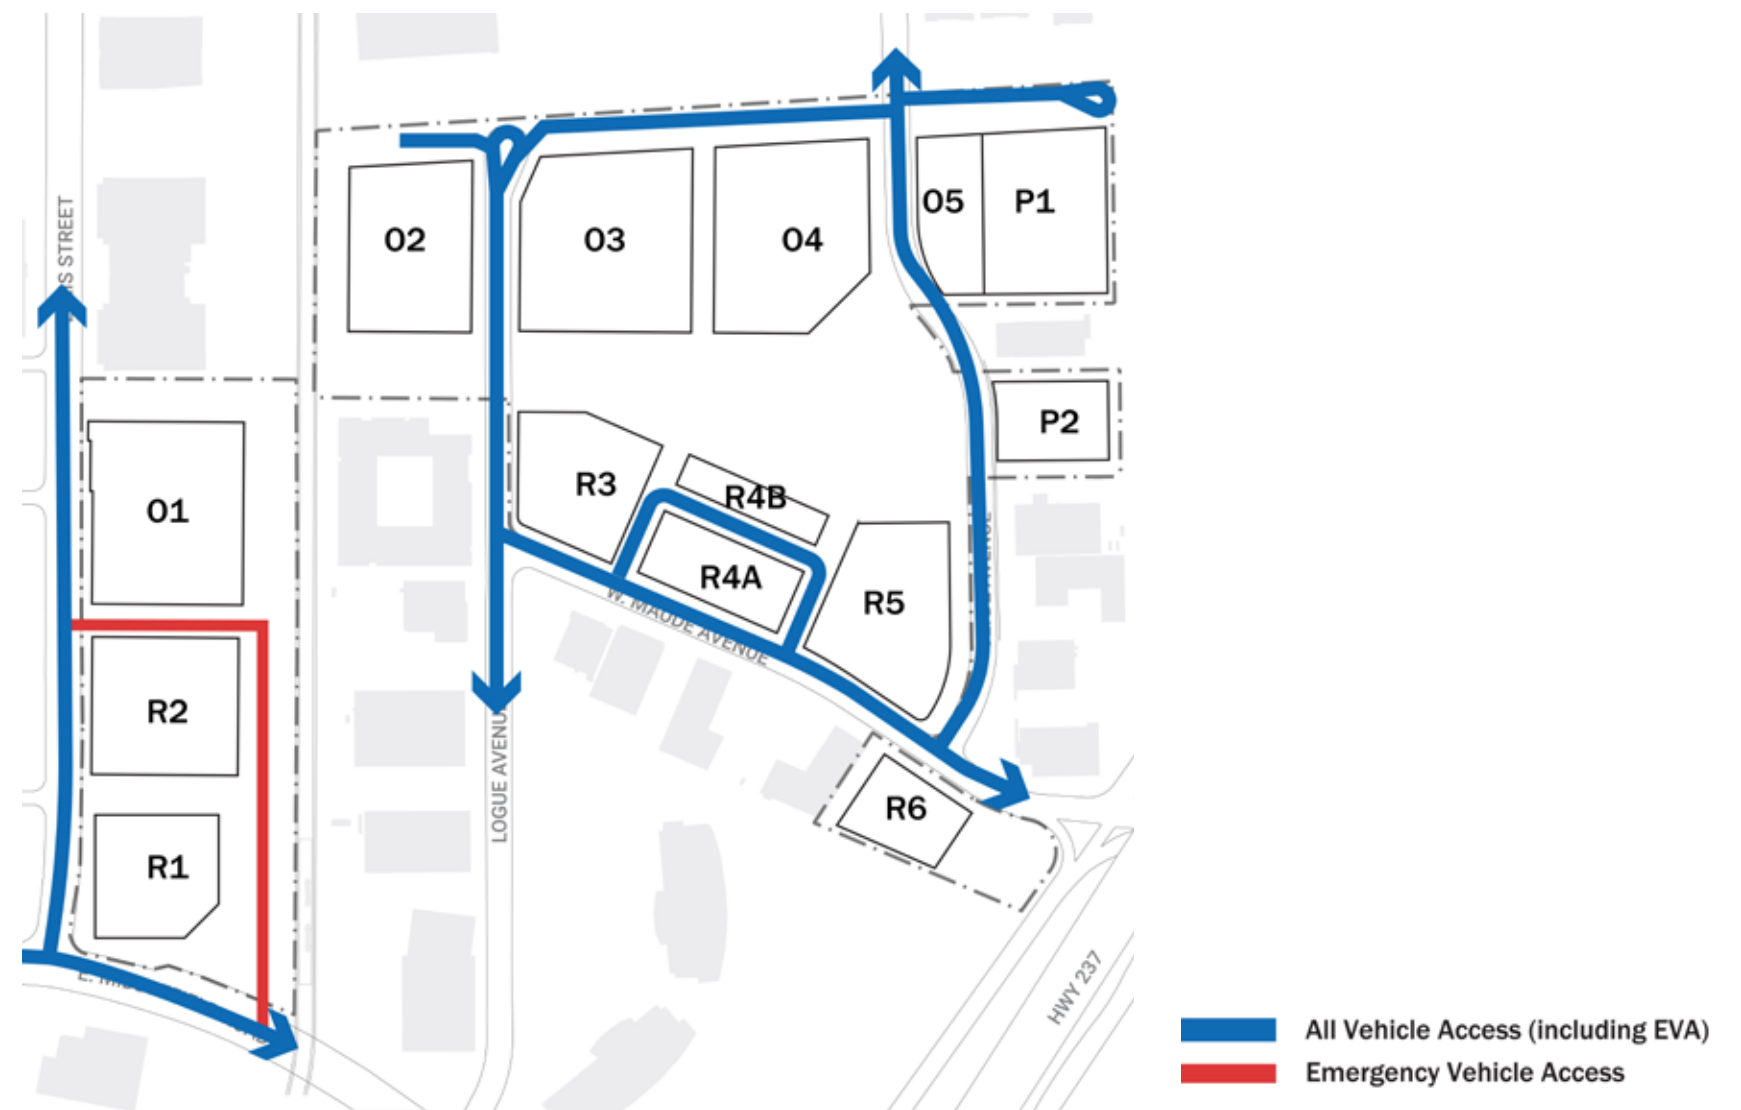 O5
P1
O2
O3
O4
STREET
P2
R3
R4B
O1
R4A
R5
W. MAUDE AVENUE
R2
LOGUE AVENUE
R6
R1
HWY 237
All Vehicle Access (including EVA)
Emergency Vehicle Access